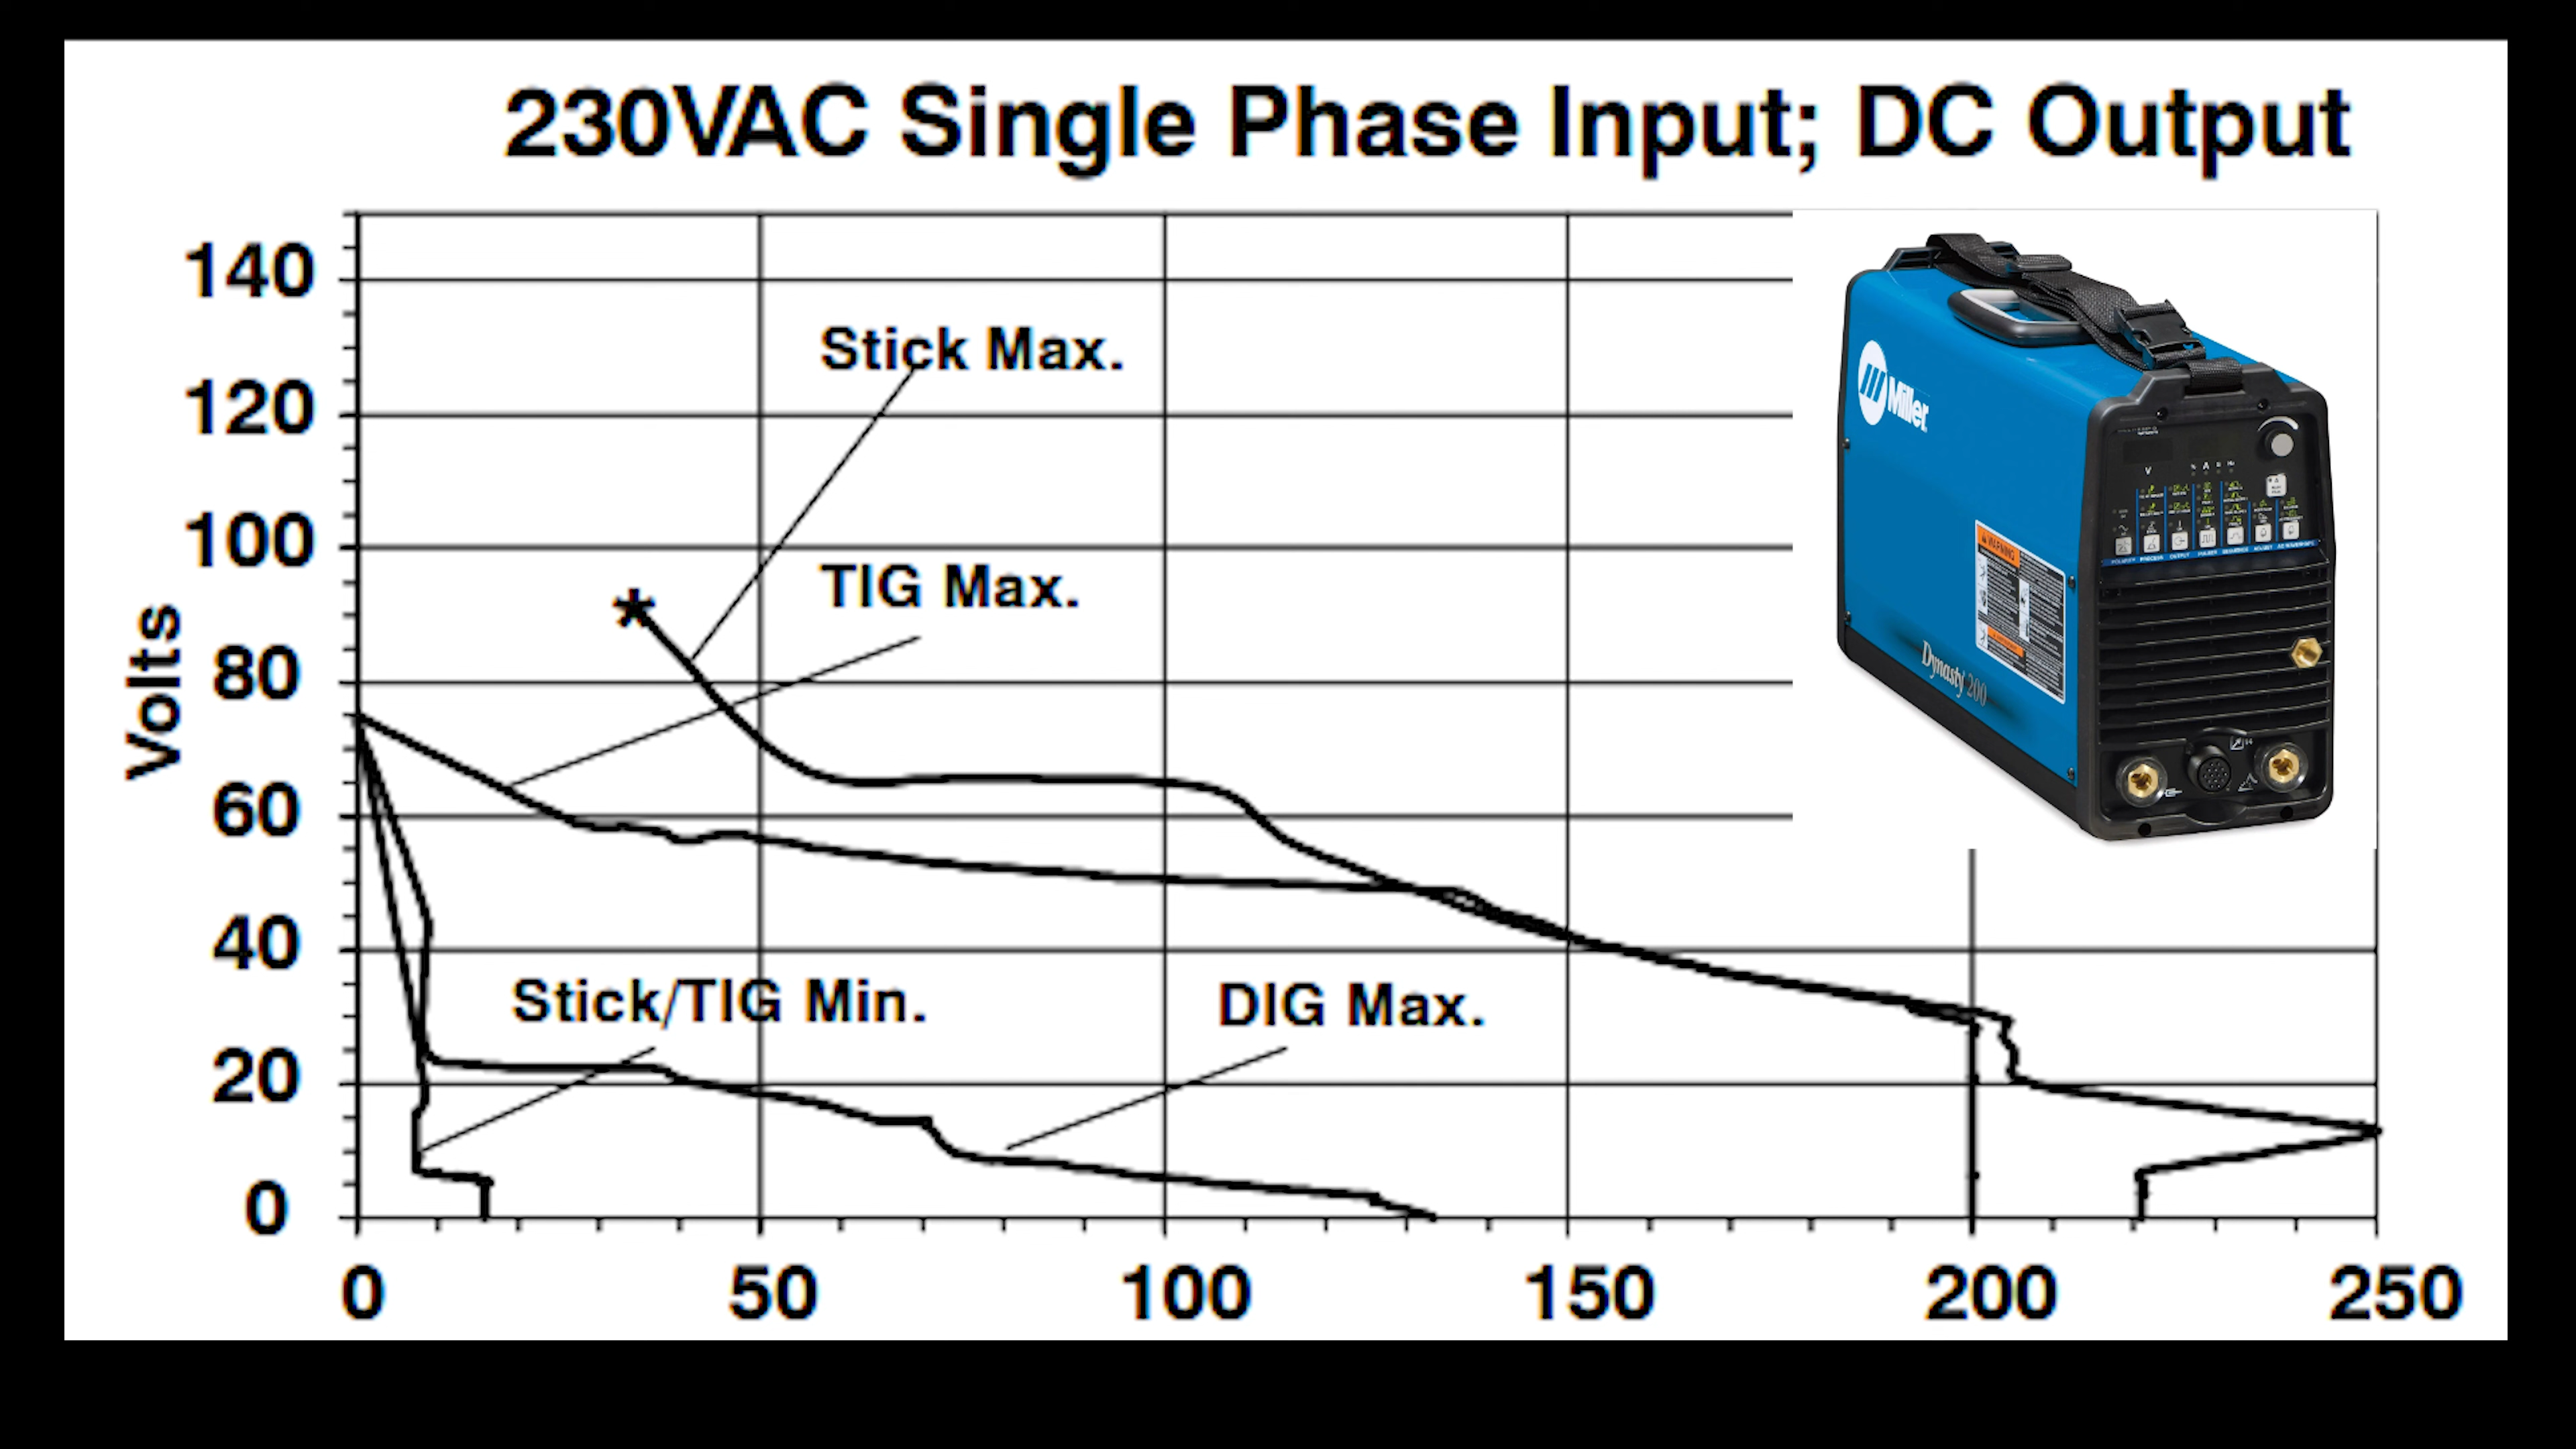 230VAC Single Phase Input; DC Output
140
120
100
80
60
40
20
0
Volts
Stick Max.
TIG Max.
Stick/TIG Min.
DIG Max.
0 50 100 150 200 250
Miller
WARNING
Dynasty 200
V
A